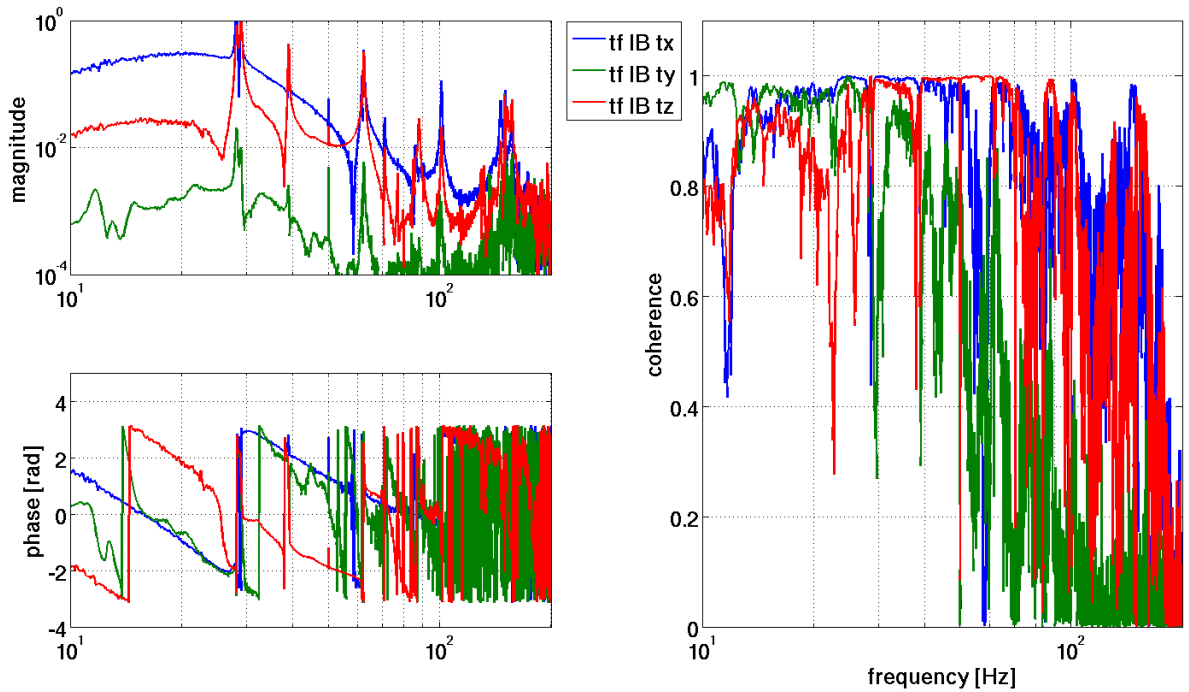 10^0
10^-2
10^-4
magnitude
10^1
10^2
tf IB tx
tf IB ty
tf IB tz
4
2
0
-2
-4
phase [rad]
10^1
10^2
1
0.8
0.6
0.4
0.2
0
coherence
10^1
10^2
frequency [Hz]